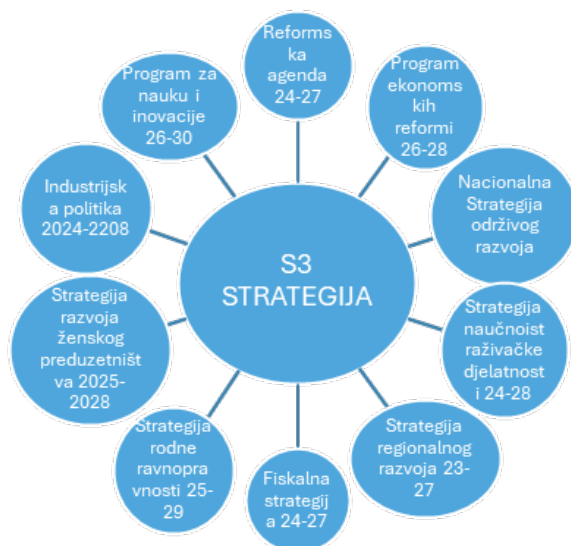 Reforms
ka
agenda
24-27
Program
ekonoms
kih
reformi
26-28
Nacionalna
Strategija
održivog
razvoja
Strategija
naučnoist
raživačke
djelatnost
i 24-28
Strategija
regionalnog
razvoja 23-
27
Fiskalna
strategij
a 24-27
Strategija
rodne
ravnopra
vnosti 25-
29
Strategija
razvoja
ženskog
preduzetništ
va 2025-
2028
Industrijsk
a politika
2024-2208
Program za
nauku i
inovacije
26-30
S3
STRATEGIJA